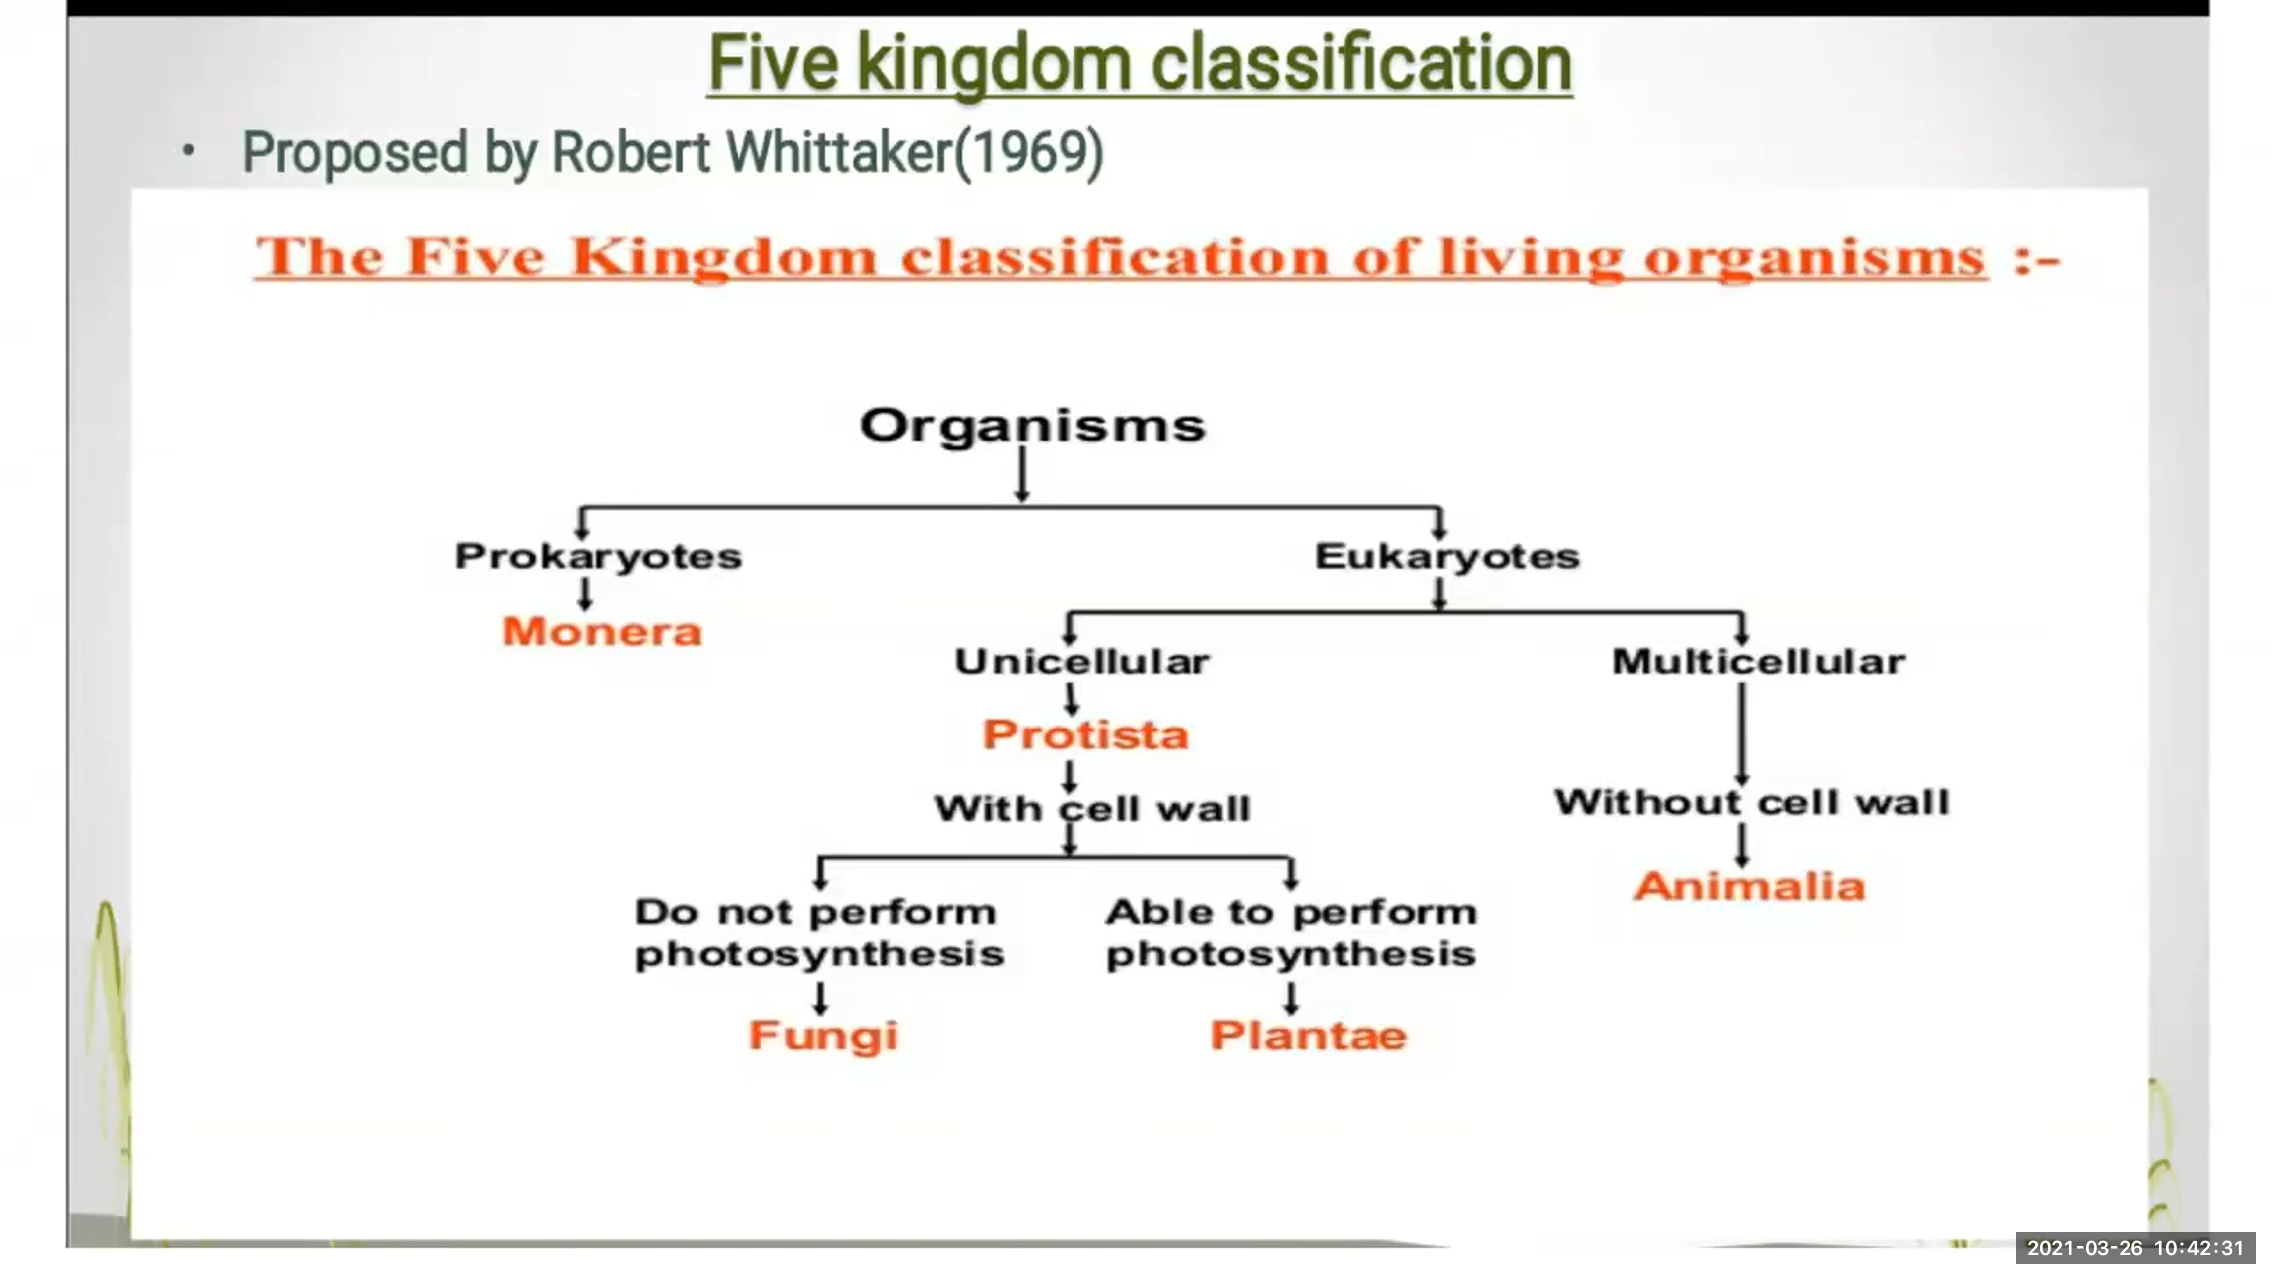 Five kingdom classification
• Proposed by Robert Whittaker(1969)
The Five Kingdom classification of living organisms :-
Organisms
Prokaryotes
Eukaryotes
Monera
Unicellular
Multicellular
Protista
With cell wall
Without cell wall
Animalia
Do not perform
photosynthesis
Able to perform
photosynthesis
Fungi
Plantae
2021-03-26 10:42:31